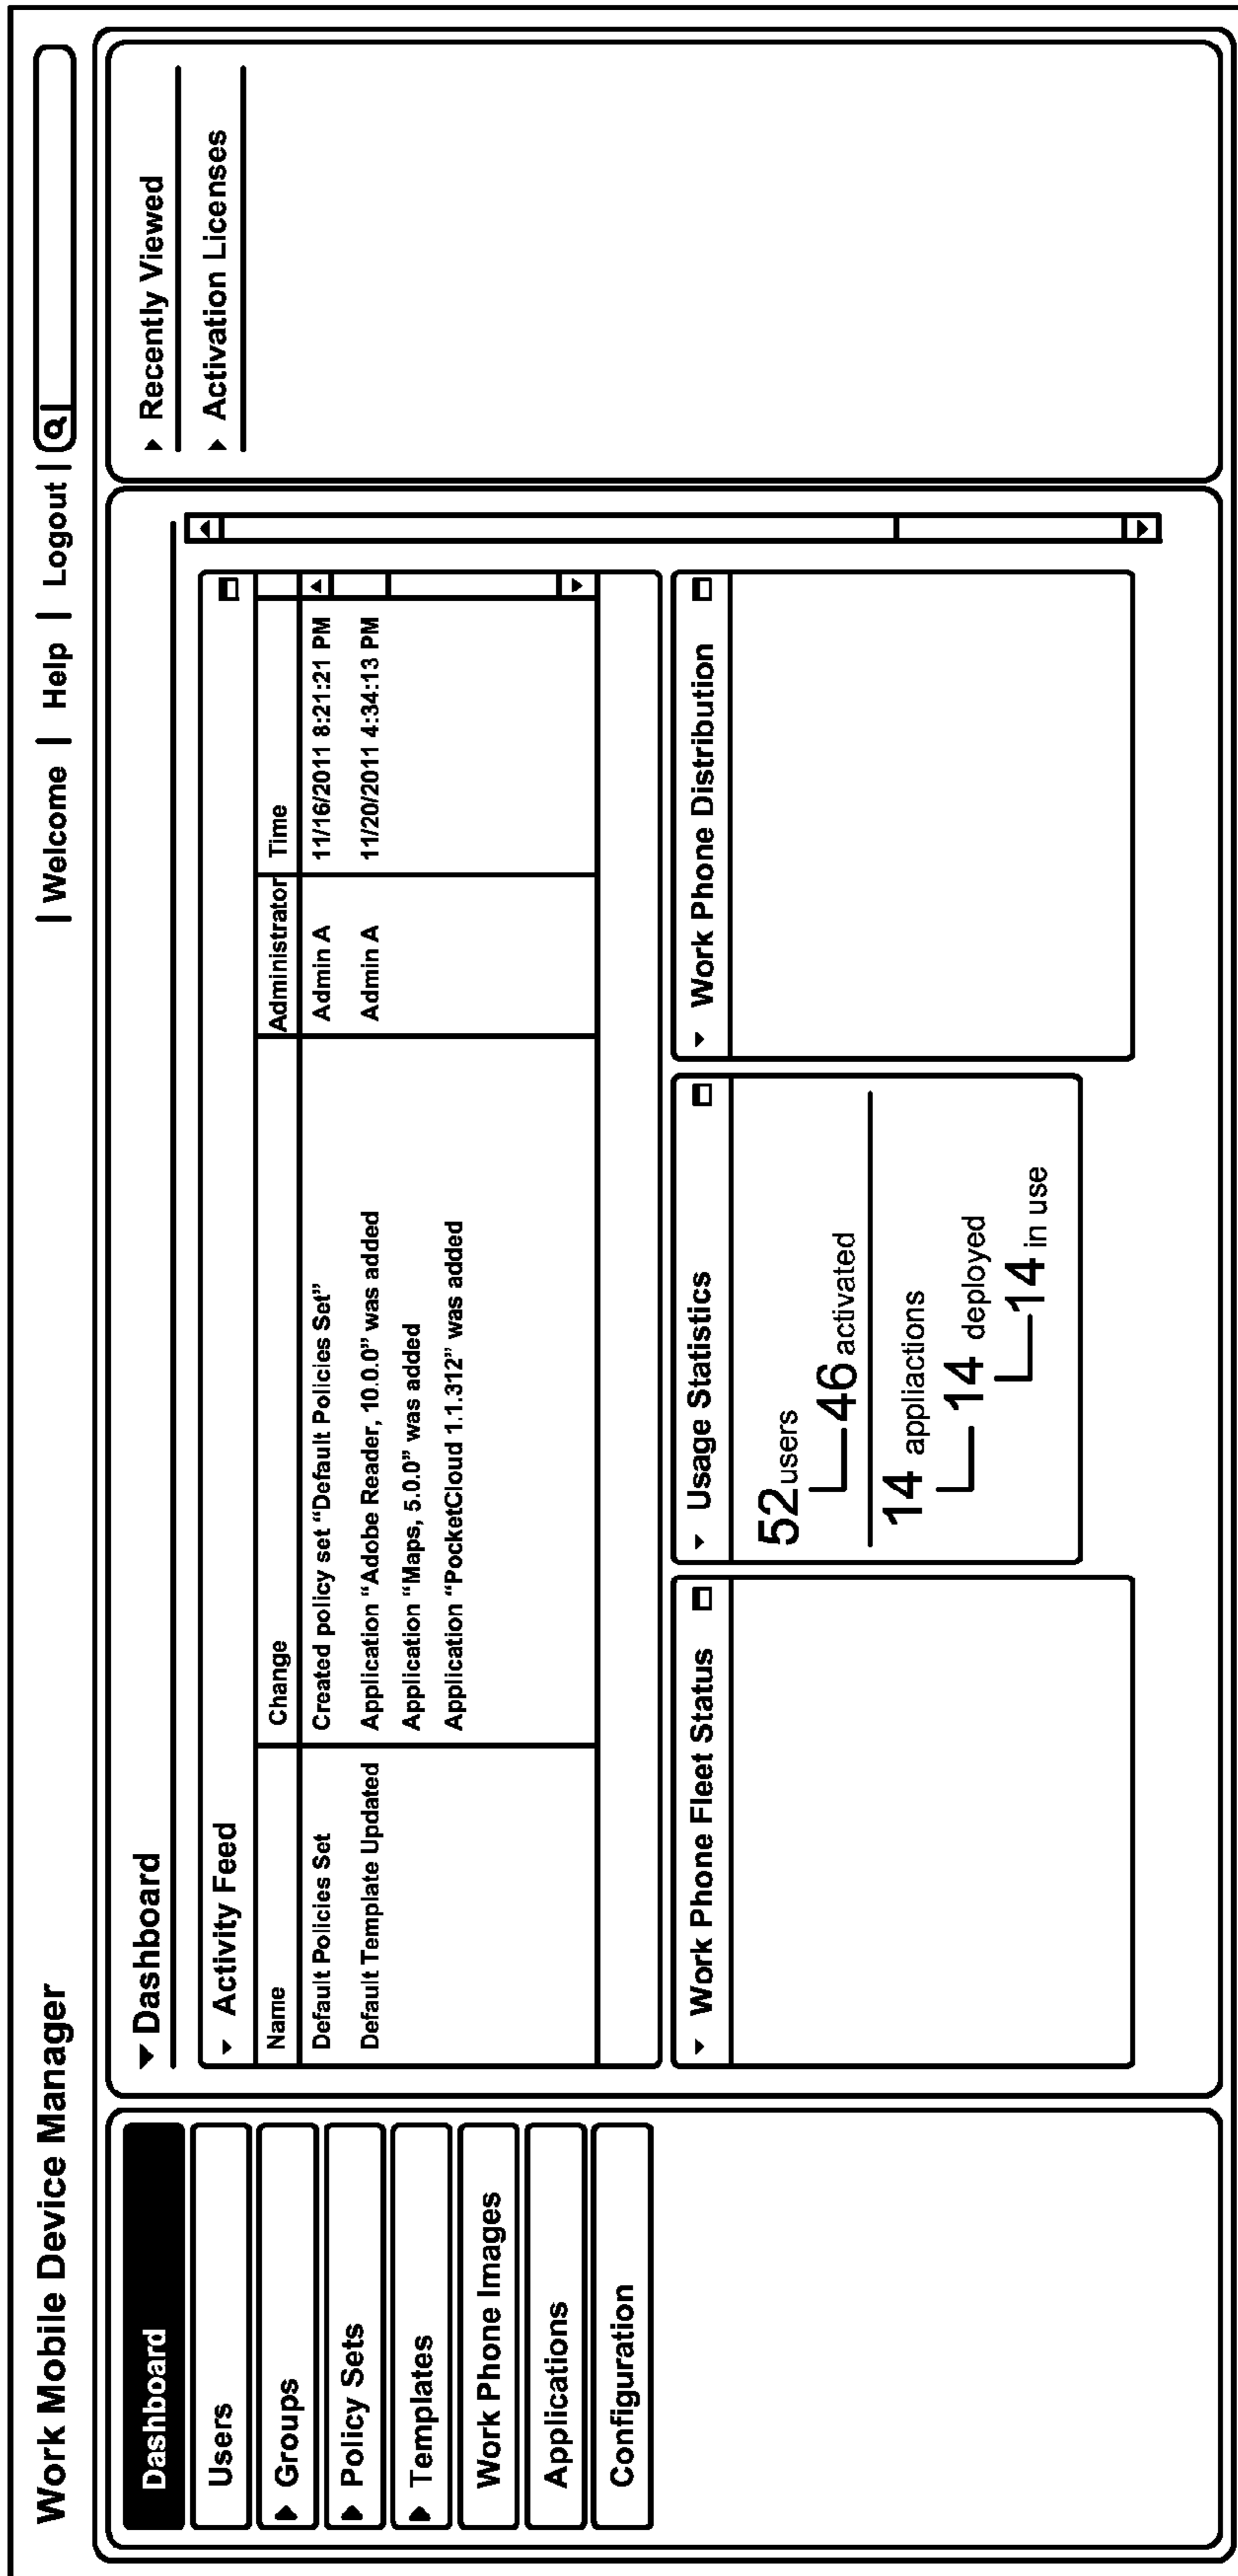 Work Mobile Device Manager
| Welcome | Help | Logout |
Dashboard
Users
Groups
Policy Sets
Templates
Work Phone Images
Applications
Configuration
Dashboard
Activity Feed
Name Change Administrator Time
Default Policies Set Created policy set “Default Policies Set” Admin A 11/16/2011 8:21:21 PM
Default Template Updated Application “Adobe Reader, 10.0.0” was added Admin A 11/20/2011 4:34:13 PM
Application “Maps, 5.0.0” was added
Application “PocketCloud 1.1.312” was added
Work Phone Fleet Status
Usage Statistics
52 users
46 activated
14 appliactions
14 deployed
14 in use
Work Phone Distribution
Recently Viewed
Activation Licenses